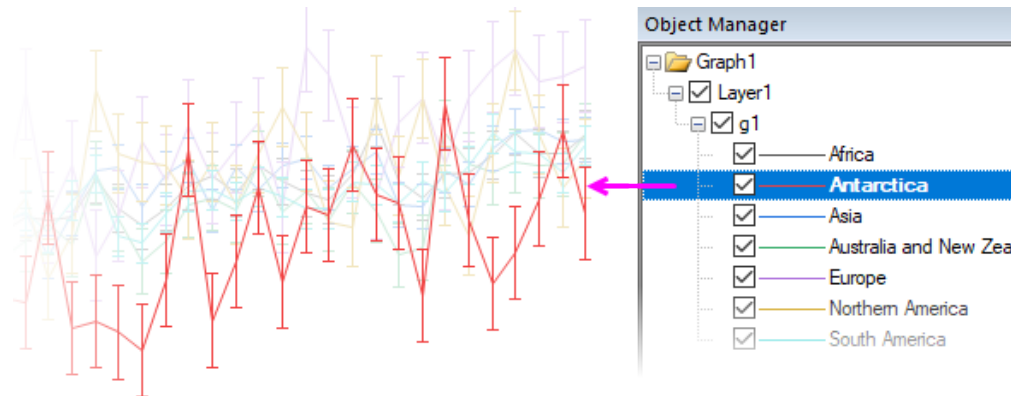 Object Manager
Graph1
Layer1
g1
Africa
Antarctica
Asia
Australia and New Zea
Europe
Northern America
South America